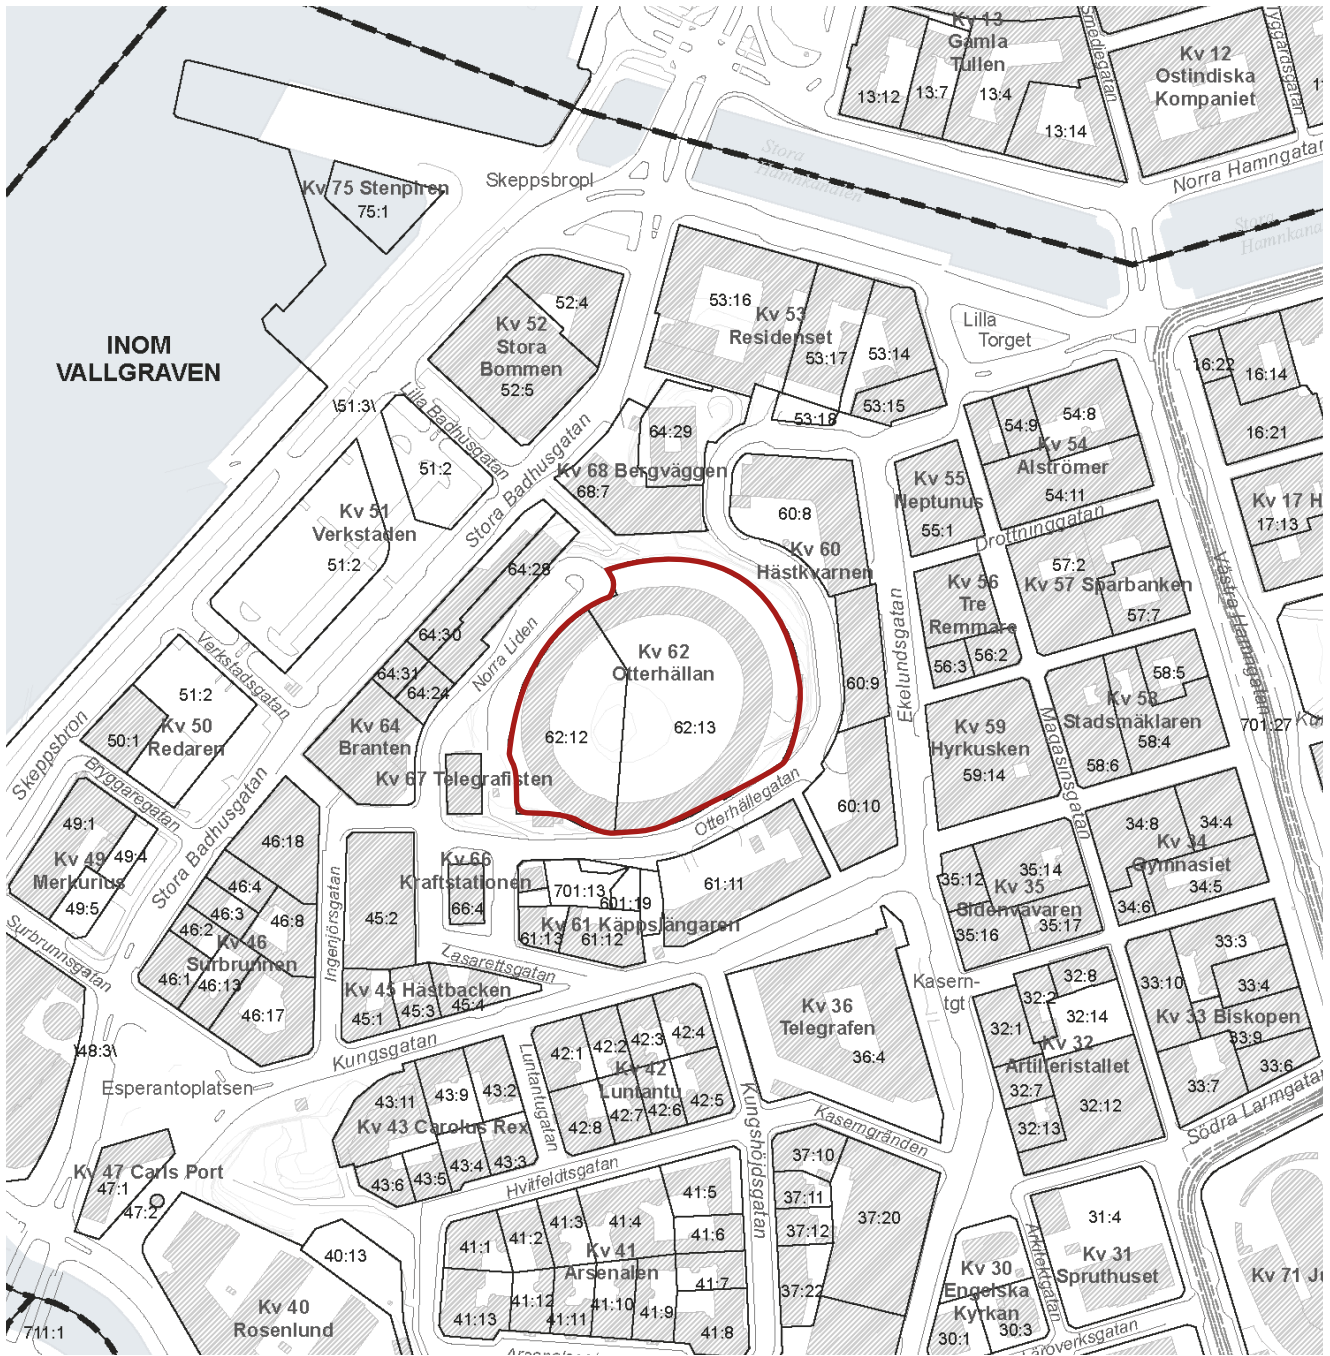 Kv 13
Gamla
Tullen
13:12
13:7
13:4
13:14
Smedjegatan
Kv 12
Ostindiska
Kompaniet
Norra Hamngatan
Stora
Hamnkanalen
Stora
Kv 75 Stenpiren
75:1
Skeppsbropl
INOM
VALLGRAVEN
52:4
Kv 52
Stora
Bommen
52:5
53:16
Kv 53
Residenset
53:17
53:14
53:15
53:18
Lilla
Torget
16:22
16:14
16:21
\51:3\
Lilla Badhusgatan
51:2
Stora Badhusgatan
Kv 51
Verkstaden
51:2
64:29
Kv 68 Bergväggen
68:7
54:9
54:8
Kv 54
Alströmer
54:11
Kv 55
Neptunus
55:1
Drottninggatan
Kv 17 H
17:13
60:8
Kv 60
Hästkvarnen
Kv 56
Tre
Remmare
56:3
56:2
57:2
Kv 57 Sparbanken
57:7
Västra Hamngatan
64:28
64:30
64:31
64:24
Norra Liden
Kv 64
Branten
Kv 62
Otterhällan
62:12
62:13
60:9
Ekelundsgatan
Verkstadsgatan
51:2
Kv 50
Redaren
50:1
Skeppsbron
Bryggaregatan
Stora Badhusgatan
Kv 67 Telegrafisten
Otterhällegatan
60:10
Kv 59
Hyrkusken
59:14
Magasinsgatan
58:5
Kv 58
Stadsmäklaren
58:4
58:6
701:27
49:1
49:4
Kv 49
Merkurius
49:5
Surbrunnsgatan
46:18
46:4
46:3
46:2
46:8
Kv 46
Surbrunnen
46:1
46:13
46:17
Ingenjörsgatan
45:2
Kv 66
Kraftstationen
66:4
701:13
601:19
61:11
Kv 61 Käppslängaren
61:13
61:12
Lasarettsgatan
34:8
34:4
Kv 34
Gymnasiet
34:5
34:6
35:12
35:14
Kv 35
Sidenvävaren
35:16
35:17
Kv 45 Hästbacken
45:1
45:3
45:4
Kungsgatan
Kasern-
tgt
Kv 36
Telegrafen
36:4
32:8
32:2
32:14
32:1
Kv 32
Artilleristallet
32:7
32:12
32:13
33:3
33:10
33:4
Kv 33 Biskopen
33:9
33:6
33:7
Södra Larmgatan
\48:3\
Esperantoplatsen
Luntantugatan
42:1
42:2
42:3
42:4
Kv 42
Luntantu
42:5
42:6
42:7
42:8
43:11
43:9
43:2
Kv 43 Carolus Rex
43:6
43:5
43:4
43:3
Hvitfeldtsgatan
Kungshöjdsgatan
Kaserngränden
Kv 47 Carls Port
47:1
47:2
40:13
Kv 40
Rosenlund
711:1
41:1
41:2
41:3
41:4
41:5
41:6
Kv 41
Arsenalen
41:7
41:13
41:12
41:11
41:10
41:9
41:8
37:10
37:11
37:12
37:20
37:22
Kv 30
Engelska
Kyrkan
30:1
30:3
Arkitektgatan
31:4
Kv 31
Spruthuset
Kv 71 Ju